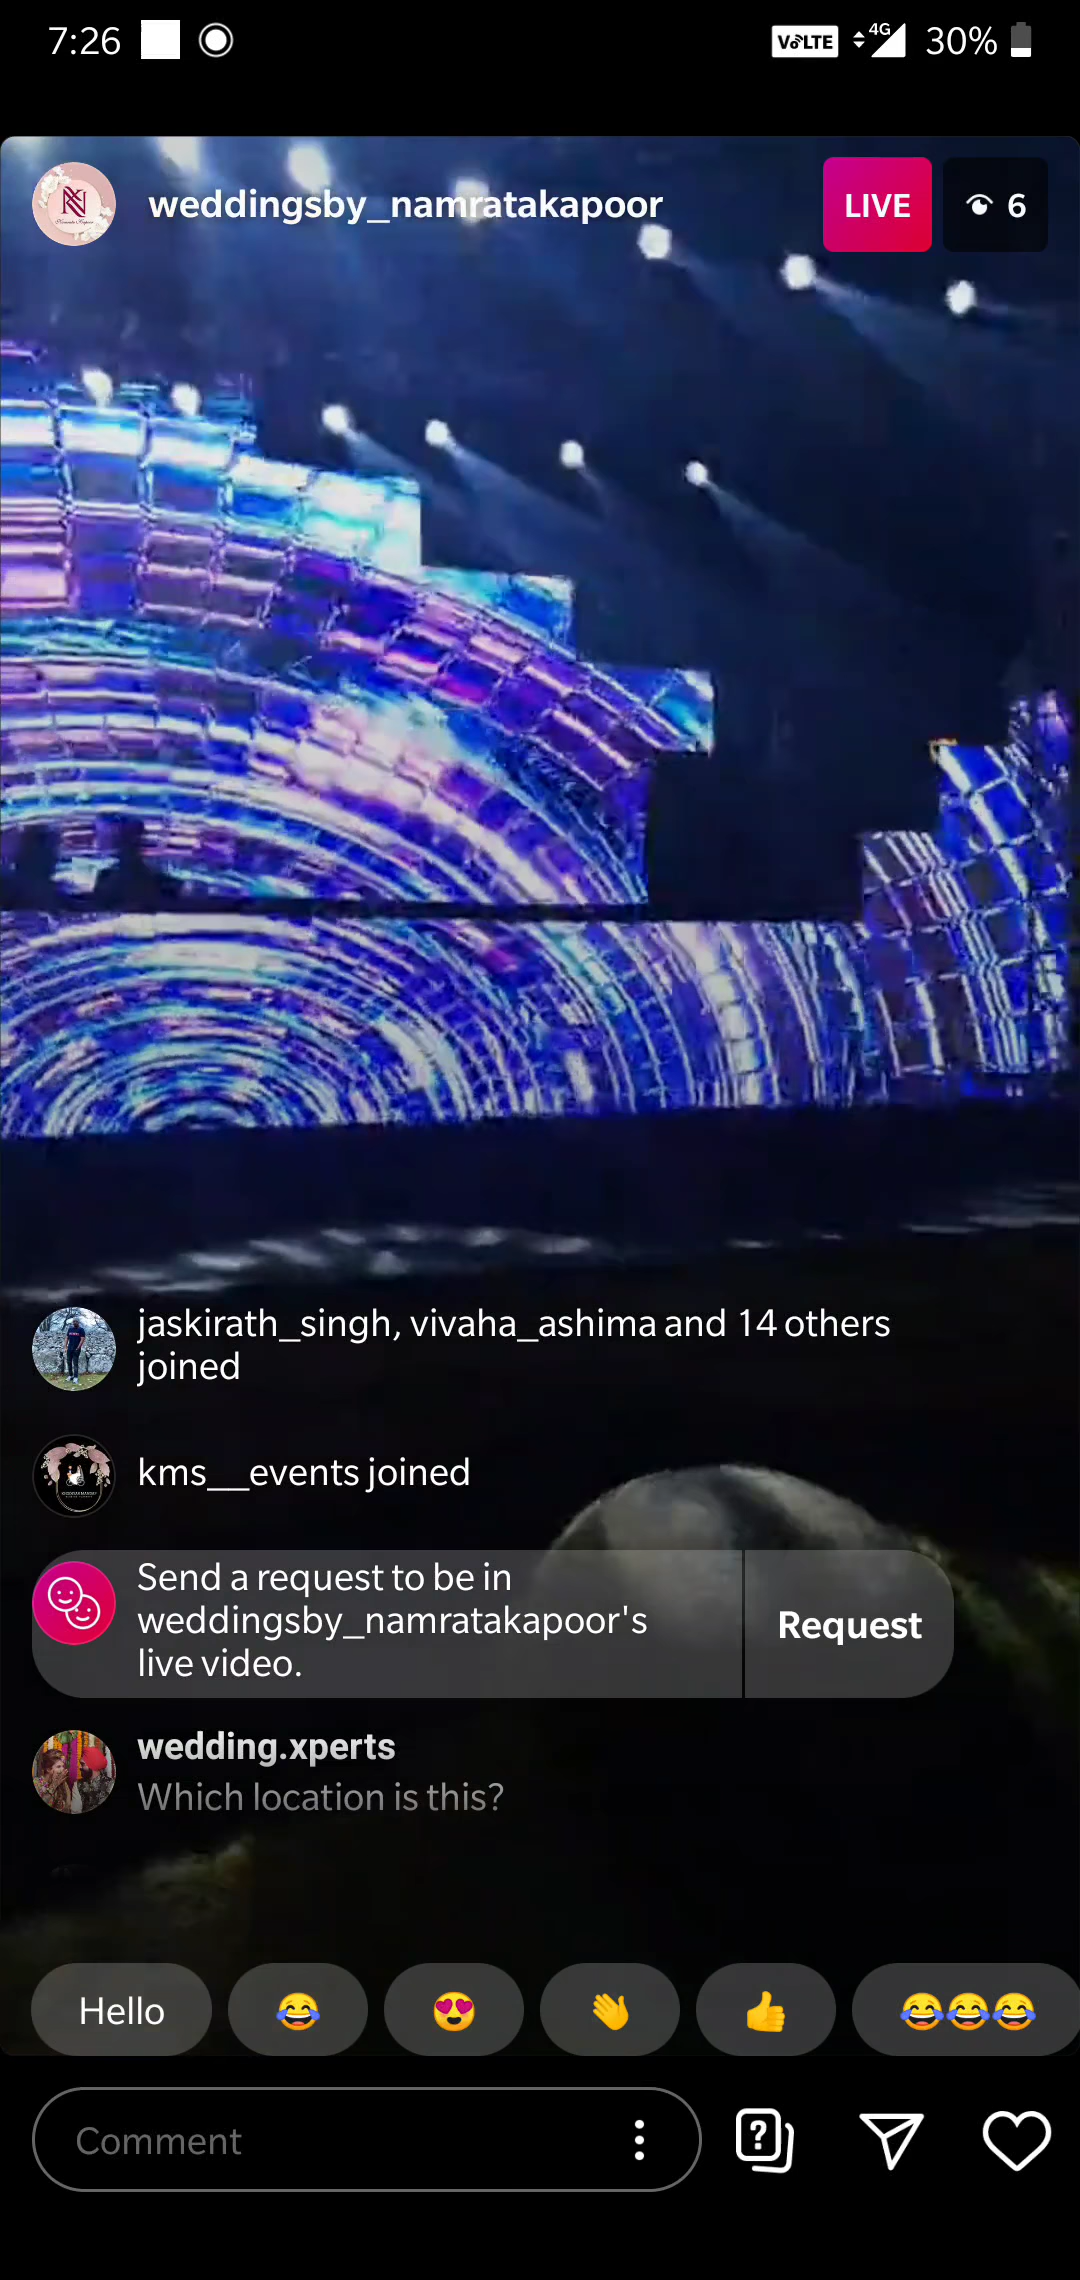 7:26
VoLTE 4G 30%
weddingsby_namratakapoor
LIVE 6
jaskirath_singh, vivaha_ashima and 14 others
joined
kms__events joined
Send a request to be in
weddingsby_namratakapoor's
live video.
Request
wedding.xperts
Which location is this?
Hello 😂 😍 👋 👍 😂😂😂
Comment